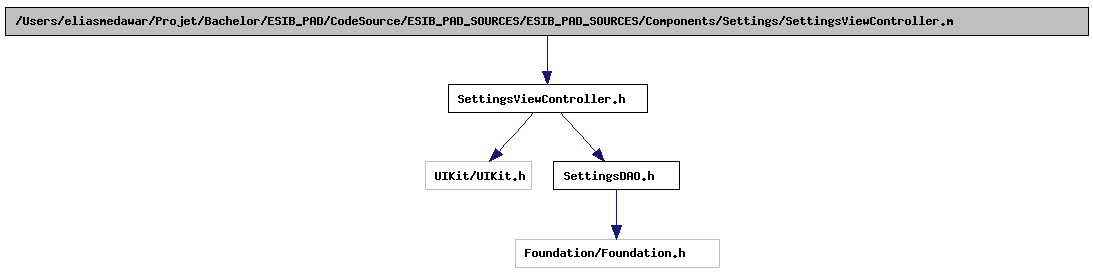 /Users/eliasmedawar/Projet/Bachelor/ESIB_PAD/CodeSource/ESIB_PAD_SOURCES/ESIB_PAD_SOURCES/Components/Settings/SettingsViewController.m
SettingsViewController.h
UIKit/UIKit.h
SettingsDAO.h
Foundation/Foundation.h